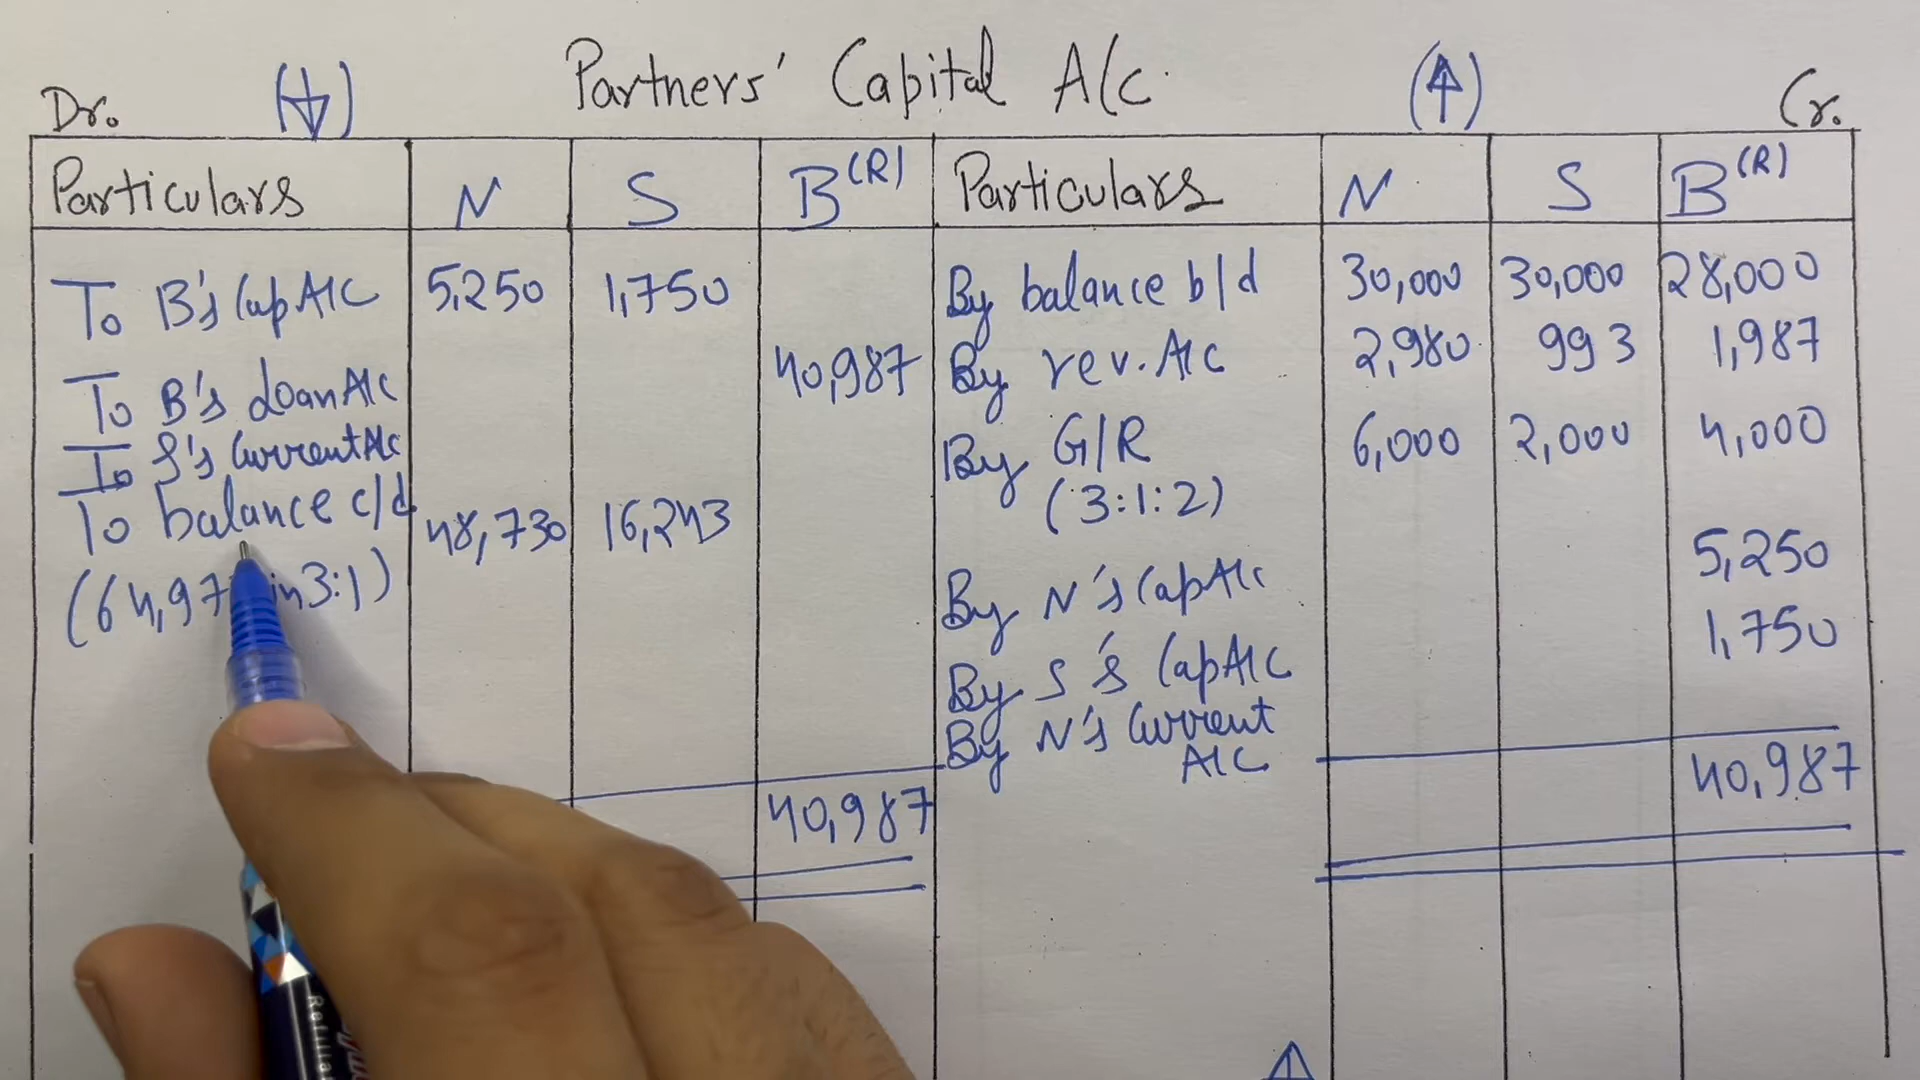 Partners' Capital A/c
Dr. (↓) (↑) Cr.
Particulars N S B(R) Particulars N S B(R)
To B's Cap A/C 5,250 1,750 By balance b/d 30,000 30,000 28,000
To B's Loan A/c 40,987 By rev. A/c 2,980 993 1,987
To S's Current A/c By G/R 6,000 2,000 4,000
(3:1:2)
To balance c/d 48,730 16,243
(64,97 in 3:1) By N's Cap A/c 5,250
By S's Cap A/C 1,750
By N's Current
A/C
40,987 40,987
Refilla